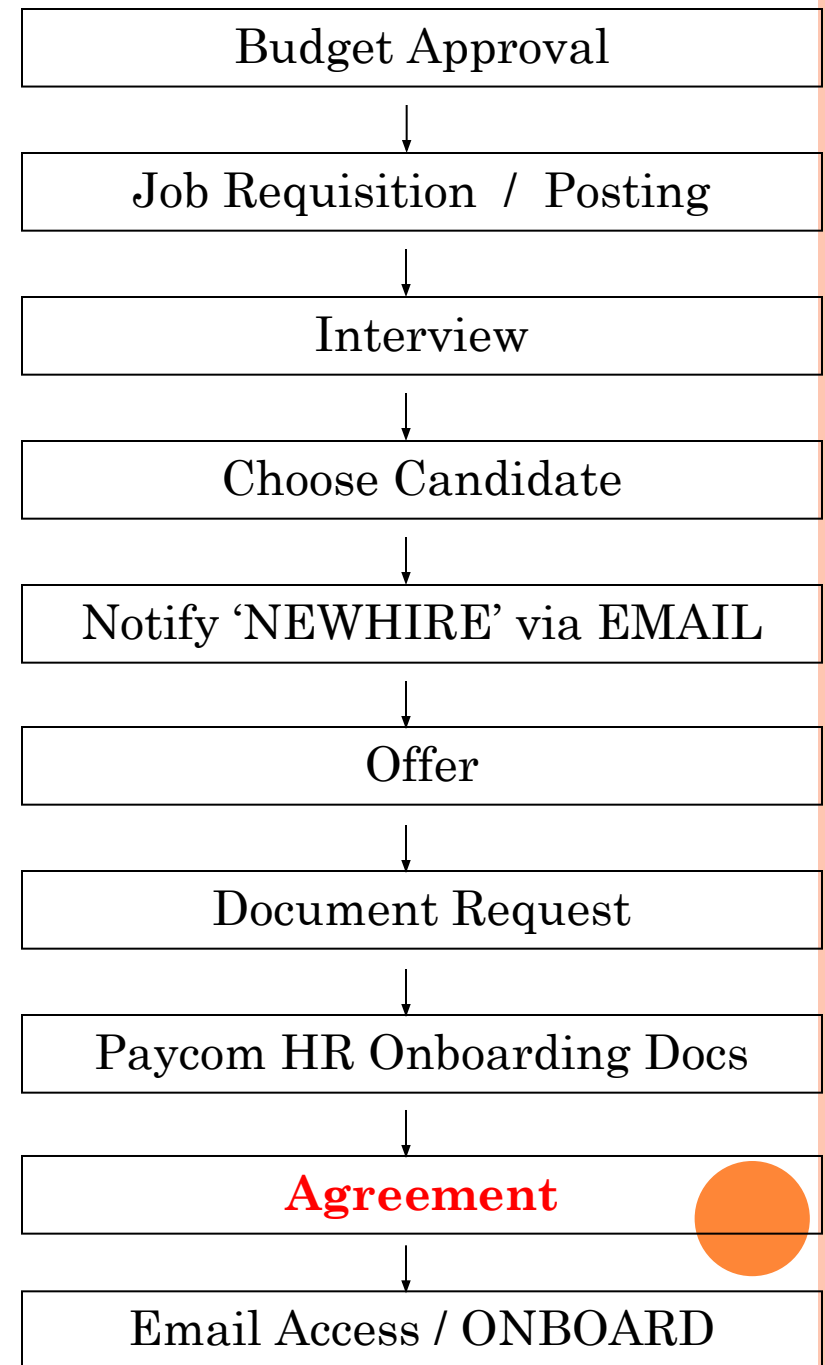 Budget Approval
Job Requisition / Posting
Interview
Choose Candidate
Notify ‘NEWHIRE’ via EMAIL
Offer
Document Request
Paycom HR Onboarding Docs
Agreement
Email Access / ONBOARD